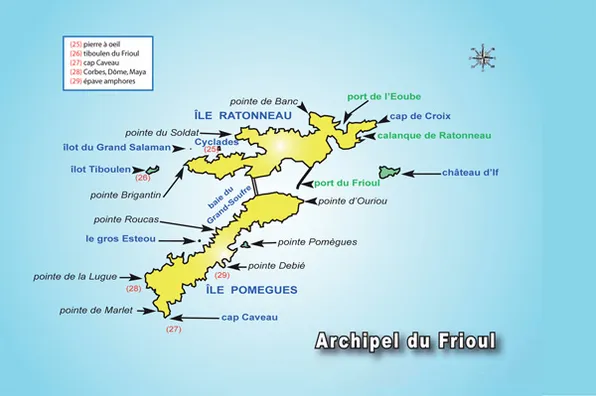 (25) pierre à oeil
(26) tiboulen du Frioul
(27) cap Caveau
(28) Corbes, Dôme, Maya
(29) épave amphores
pointe de Banc
port de l'Eoube
ÎLE RATONNEAU
cap de Croix
pointe du Soldat
calanque de Ratonneau
îlot du Grand Salaman
Cyclades
(25)
îlot Tiboulen
(26)
château d'If
port du Frioul
pointe Brigantin
baie du
Grand-Soufre
pointe d'Ouriou
pointe Roucas
le gros Esteou
pointe Pomègues
pointe Debié
pointe de la Lugue
(29)
(28)
ÎLE POMEGUES
pointe de Marlet
cap Caveau
(27)
Archipel du Frioul